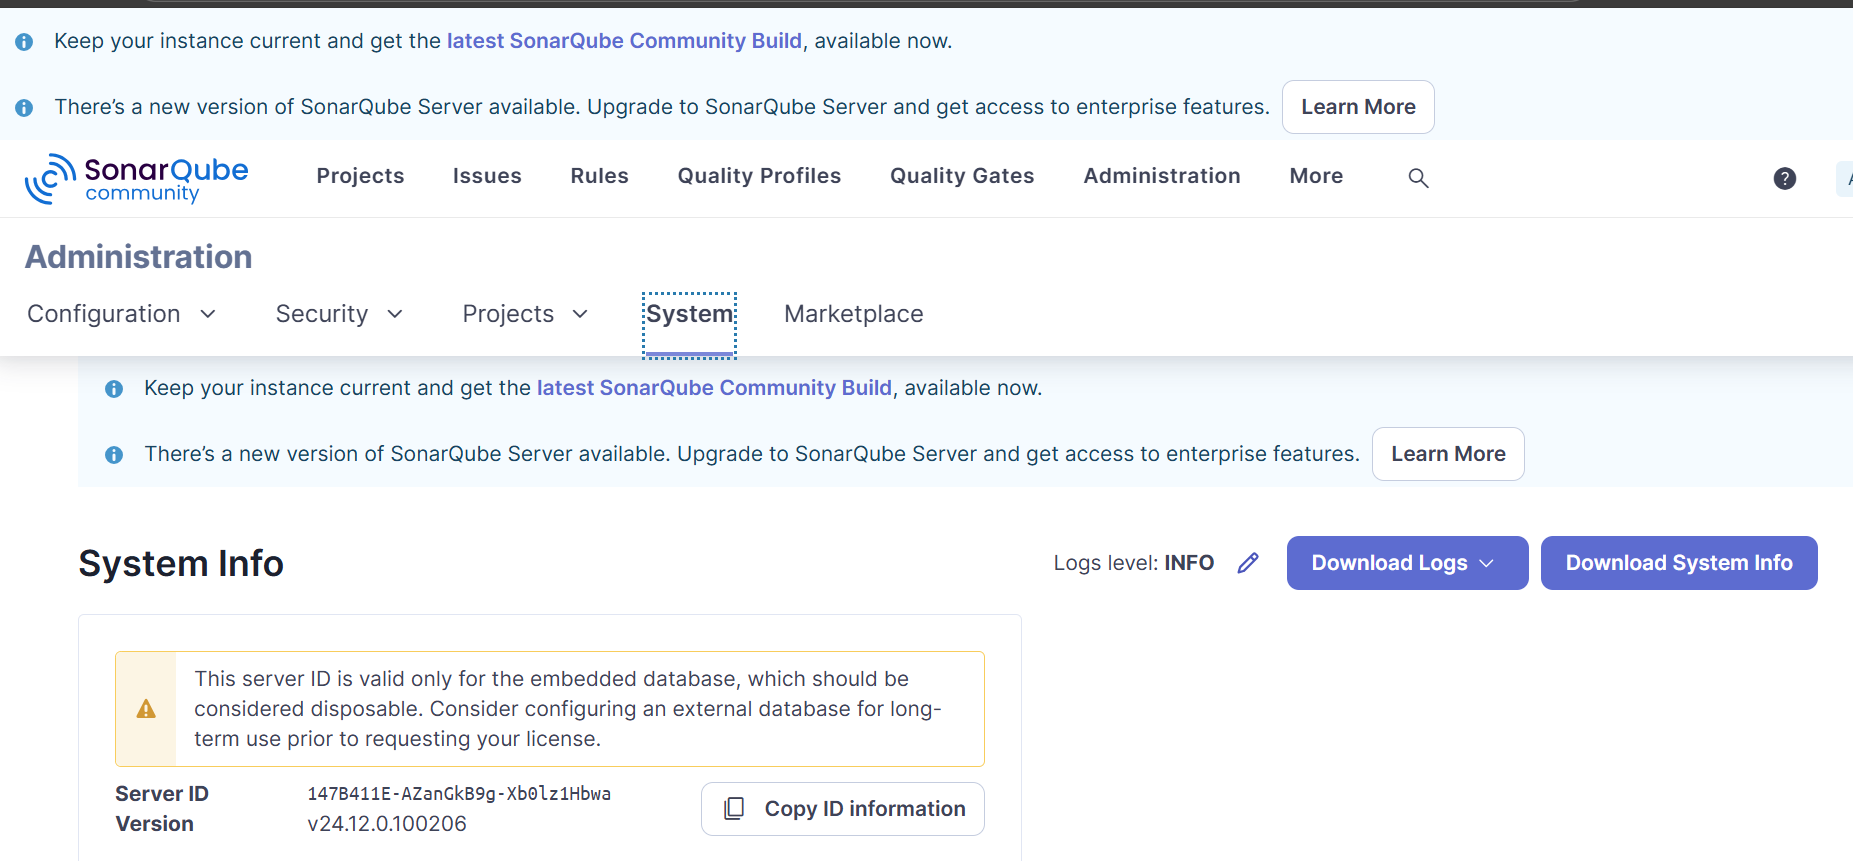 Keep your instance current and get the latest SonarQube Community Build, available now.
There's a new version of SonarQube Server available. Upgrade to SonarQube Server and get access to enterprise features. Learn More
SonarQube community Projects Issues Rules Quality Profiles Quality Gates Administration More ? A
Administration
Configuration Security Projects System Marketplace
Keep your instance current and get the latest SonarQube Community Build, available now.
There's a new version of SonarQube Server available. Upgrade to SonarQube Server and get access to enterprise features. Learn More
System Info Logs level: INFO Download Logs Download System Info
This server ID is valid only for the embedded database, which should be
considered disposable. Consider configuring an external database for long-
term use prior to requesting your license.
Server ID 147B411E-AZanGkB9g-Xb0lz1Hbwa
Version v24.12.0.100206
Copy ID information